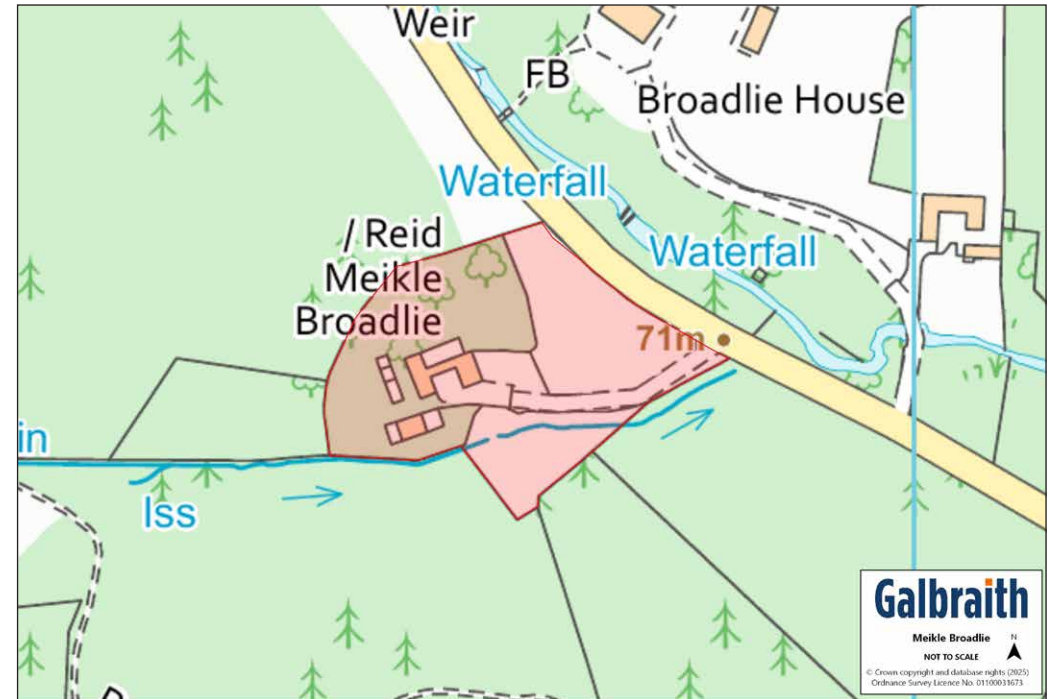 Weir
FB
Broadlie House
Waterfall
/ Reid
Meikle
Broadlie
Waterfall
71m
in
Iss
Galbraith
Meikle Broadlie
N
NOT TO SCALE
© Crown copyright and database rights (2025)
Ordnance Survey Licence No. 01100031673